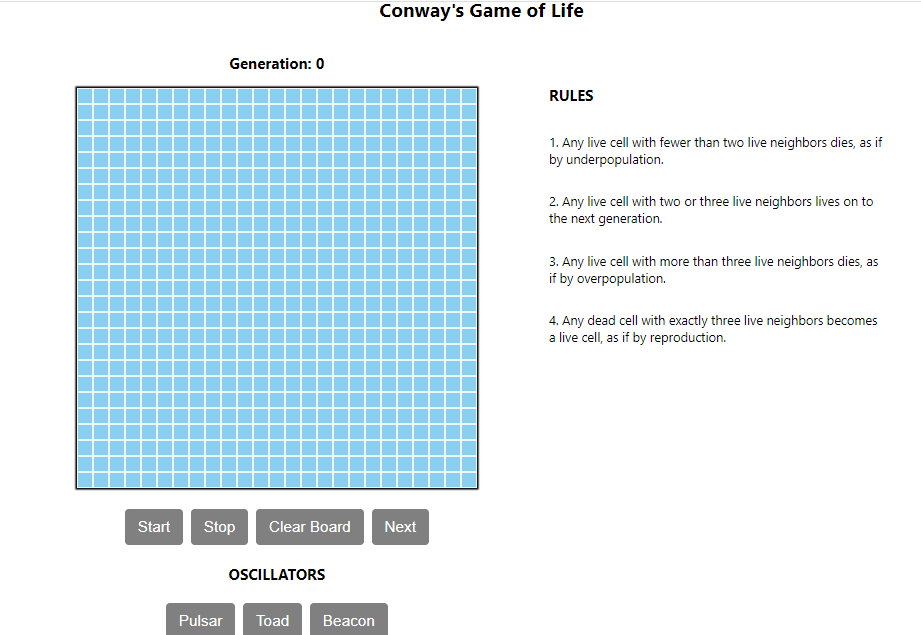 Conway's Game of Life
Generation: 0
RULES
1. Any live cell with fewer than two live neighbors dies, as if
by underpopulation.
2. Any live cell with two or three live neighbors lives on to
the next generation.
3. Any live cell with more than three live neighbors dies, as
if by overpopulation.
4. Any dead cell with exactly three live neighbors becomes
a live cell, as if by reproduction.
Start Stop Clear Board Next
OSCILLATORS
Pulsar Toad Beacon